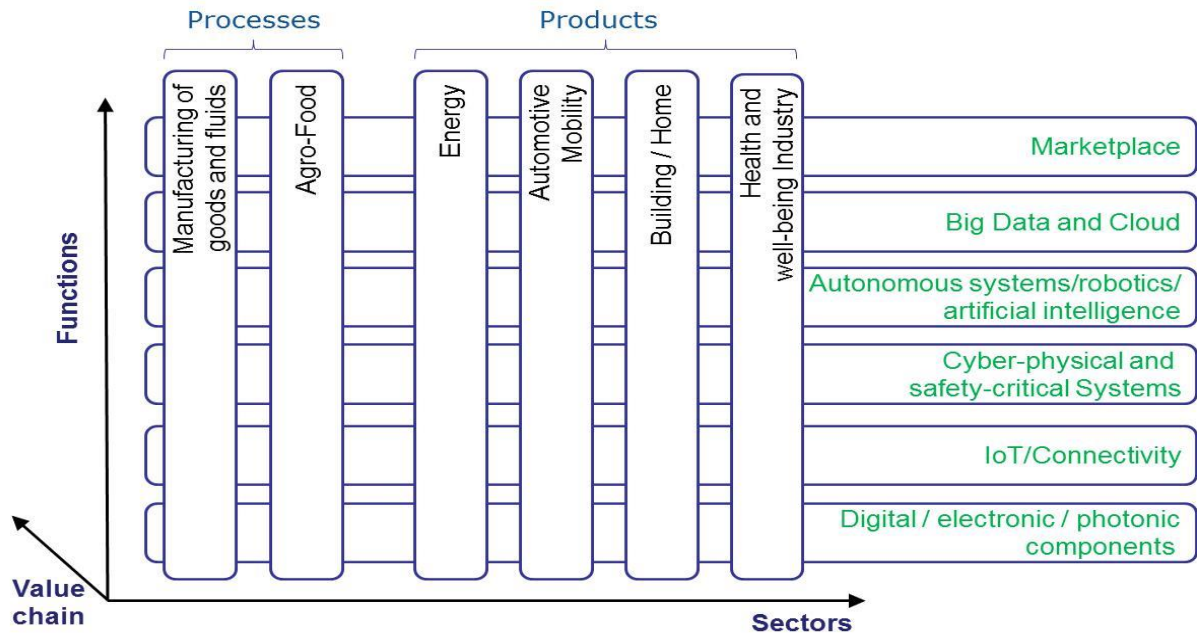 Processes
Products
Manufacturing of
goods and fluids
Agro-Food
Energy
Automotive
Mobility
Building / Home
Health and
well-being Industry
Functions
Marketplace
Big Data and Cloud
Autonomous systems/robotics/
artificial intelligence
Cyber-physical and
safety-critical Systems
IoT/Connectivity
Digital / electronic / photonic
components
Value
chain
Sectors